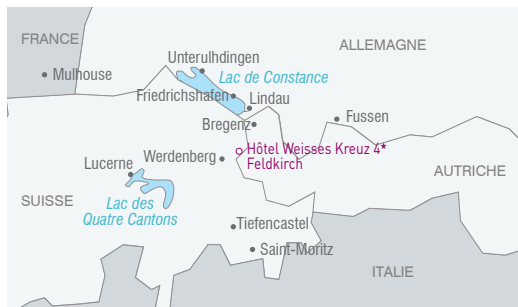 FRANCE
ALLEMAGNE
Unterulhdingen
Mulhouse
Lac de Constance
Friedrichshafen
Lindau
Fussen
Bregenz
Hôtel Weisses Kreuz 4*
Feldkirch
Werdenberg
Lucerne
AUTRICHE
SUISSE
Lac des
Quatre Cantons
Tiefencastel
Saint-Moritz
ITALIE